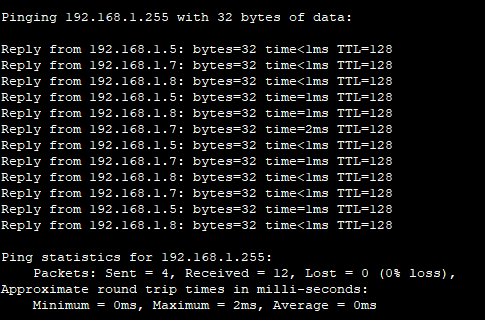 Pinging 192.168.1.255 with 32 bytes of data:
Reply from 192.168.1.5: bytes=32 time<1ms TTL=128
Reply from 192.168.1.7: bytes=32 time<1ms TTL=128
Reply from 192.168.1.8: bytes=32 time<1ms TTL=128
Reply from 192.168.1.5: bytes=32 time<1ms TTL=128
Reply from 192.168.1.8: bytes=32 time=1ms TTL=128
Reply from 192.168.1.7: bytes=32 time=2ms TTL=128
Reply from 192.168.1.5: bytes=32 time<1ms TTL=128
Reply from 192.168.1.7: bytes=32 time=1ms TTL=128
Reply from 192.168.1.8: bytes=32 time<1ms TTL=128
Reply from 192.168.1.7: bytes=32 time<1ms TTL=128
Reply from 192.168.1.5: bytes=32 time=1ms TTL=128
Reply from 192.168.1.8: bytes=32 time<1ms TTL=128
Ping statistics for 192.168.1.255:
Packets: Sent = 4, Received = 12, Lost = 0 (0% loss),
Approximate round trip times in milli-seconds:
Minimum = 0ms, Maximum = 2ms, Average = 0ms